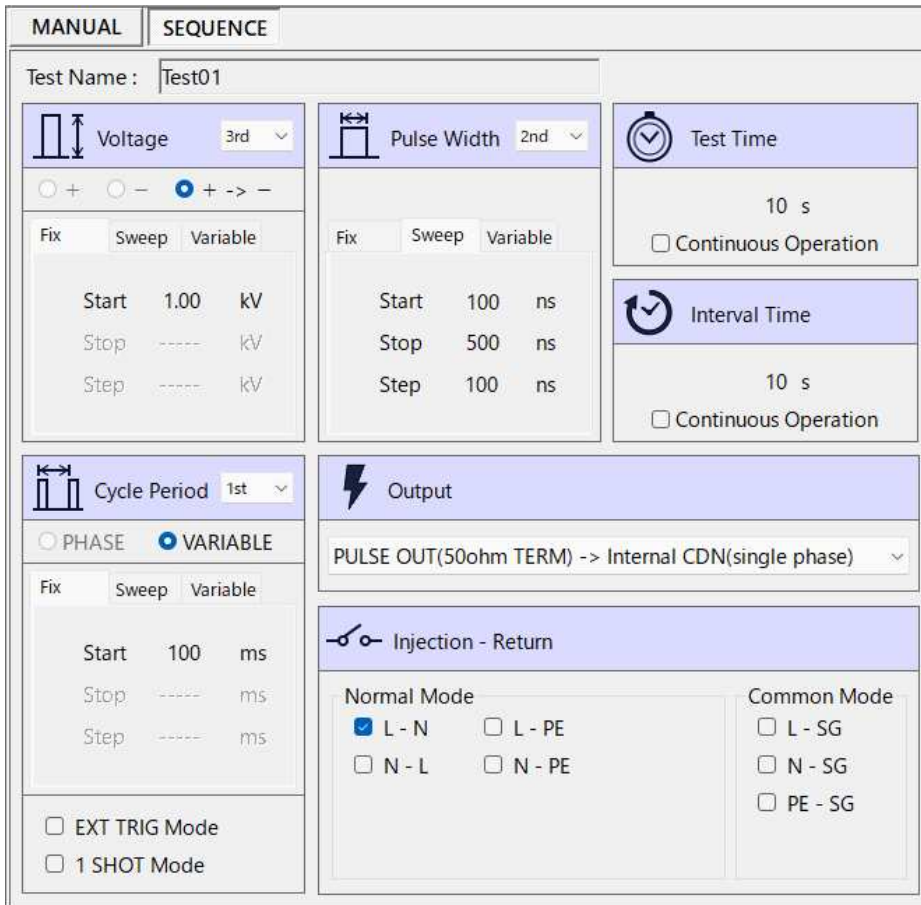 MANUAL SEQUENCE
Test Name : Test01
Voltage 3rd
+ - + -> -
Fix Sweep Variable
Start 1.00 kV
Stop ----- kV
Step ----- kV
Pulse Width 2nd
Fix Sweep Variable
Start 100 ns
Stop 500 ns
Step 100 ns
Test Time
10 s
Continuous Operation
Interval Time
10 s
Continuous Operation
Cycle Period 1st
PHASE VARIABLE
Fix Sweep Variable
Start 100 ms
Stop ----- ms
Step ----- ms
EXT TRIG Mode
1 SHOT Mode
Output
PULSE OUT(50ohm TERM) -> Internal CDN(single phase)
Injection - Return
Normal Mode
L - N L - PE
N - L N - PE
Common Mode
L - SG
N - SG
PE - SG